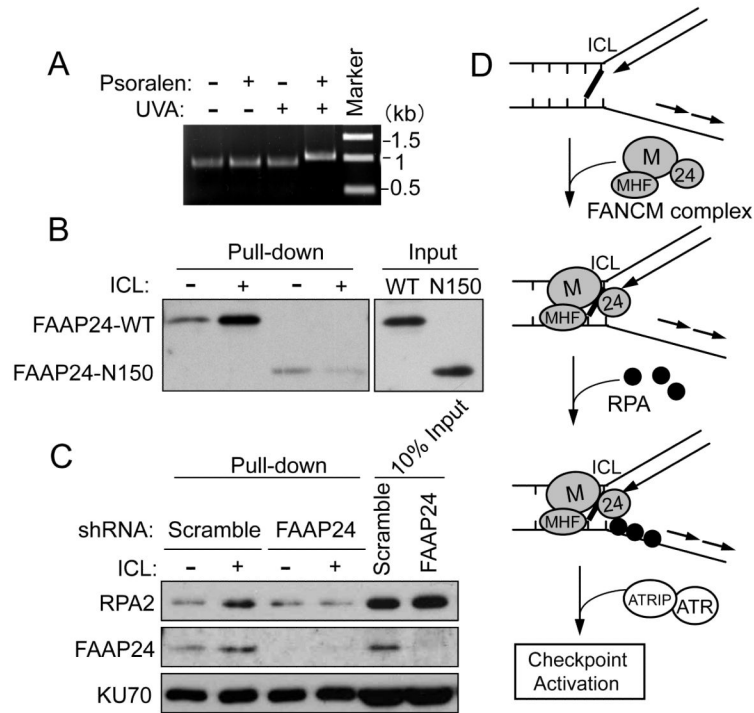 A
Psoralen: - + - +
UVA: - - + +
Marker
(kb)
-1.5
-1
-0.5
B
Pull-down
Input
ICL: - + - +
WT N150
FAAP24-WT
FAAP24-N150
C
Pull-down
10% Input
shRNA: Scramble FAAP24
Scramble
FAAP24
ICL: - + - +
RPA2
FAAP24
KU70
D
ICL
M
24
MHF
FANCM complex
ICL
M
24
MHF
RPA
ICL
M
24
MHF
ATRIP ATR
Checkpoint
Activation